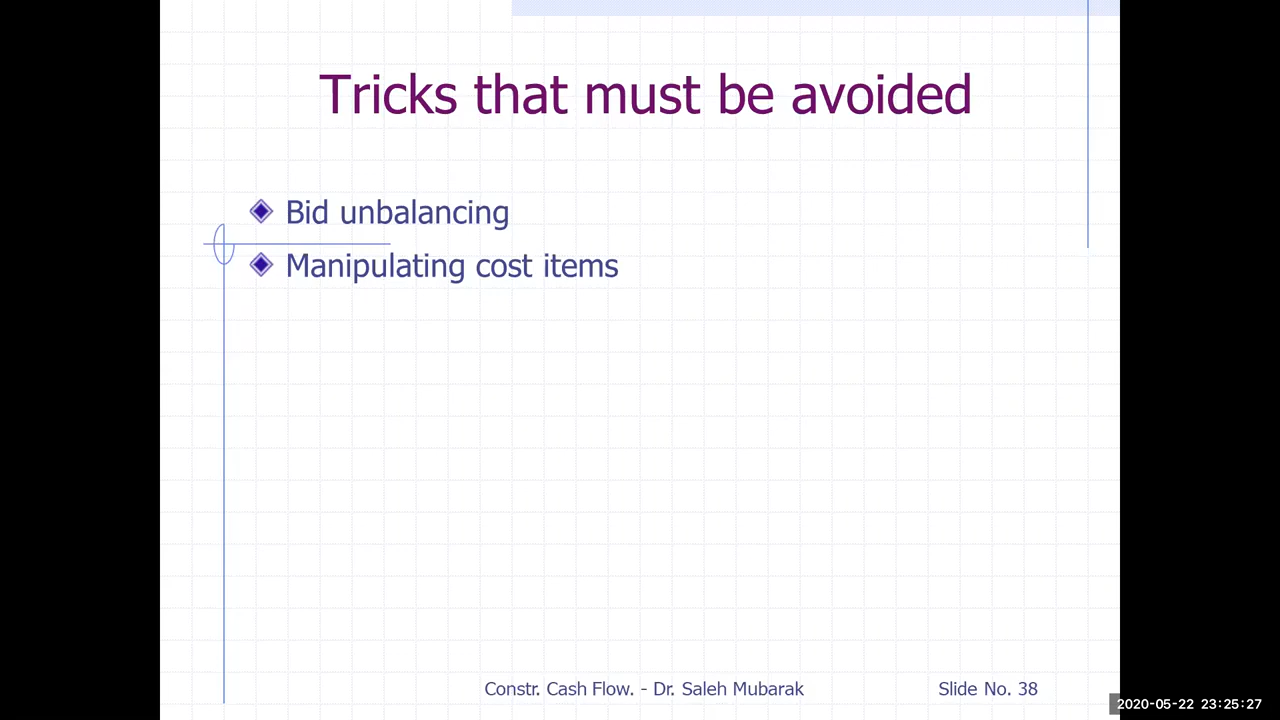 Tricks that must be avoided
Bid unbalancing
Manipulating cost items
Constr. Cash Flow. - Dr. Saleh Mubarak
Slide No. 38
2020-05-22 23:25:27